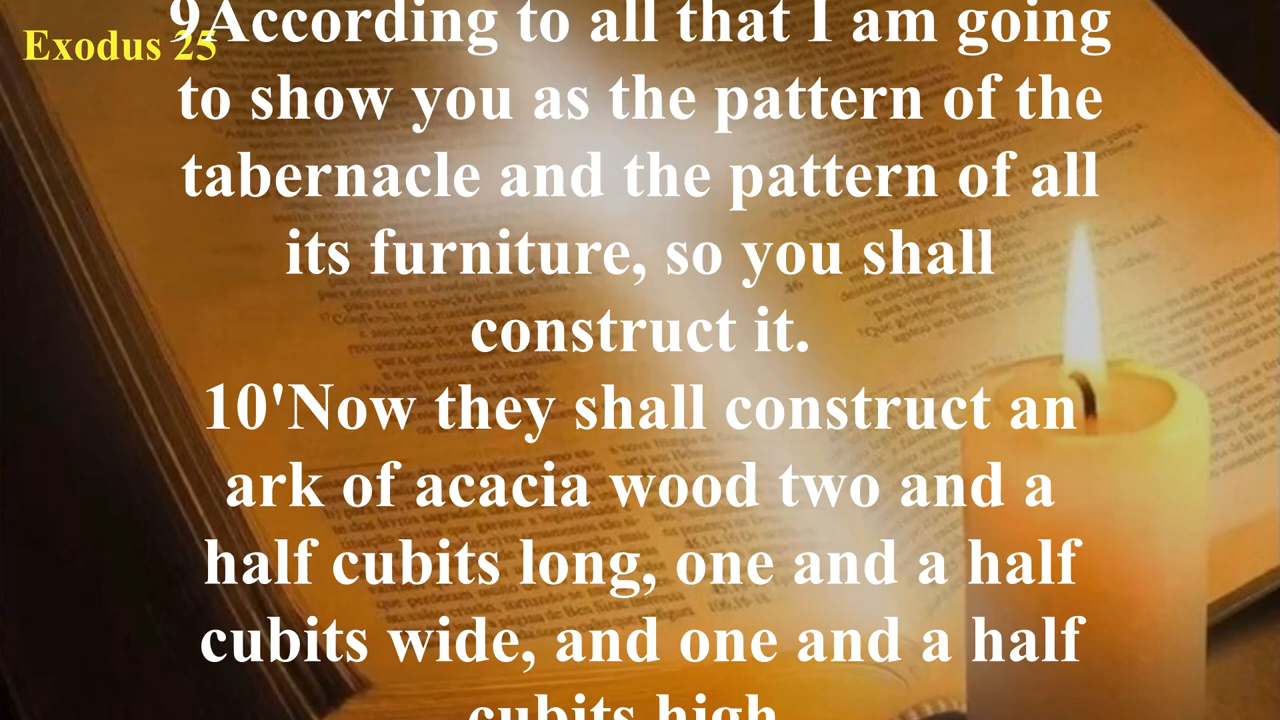 Exodus 25
9According to all that I am going
to show you as the pattern of the
tabernacle and the pattern of all
its furniture, so you shall
construct it.
10'Now they shall construct an
ark of acacia wood two and a
half cubits long, one and a half
cubits wide, and one and a half
cubits high